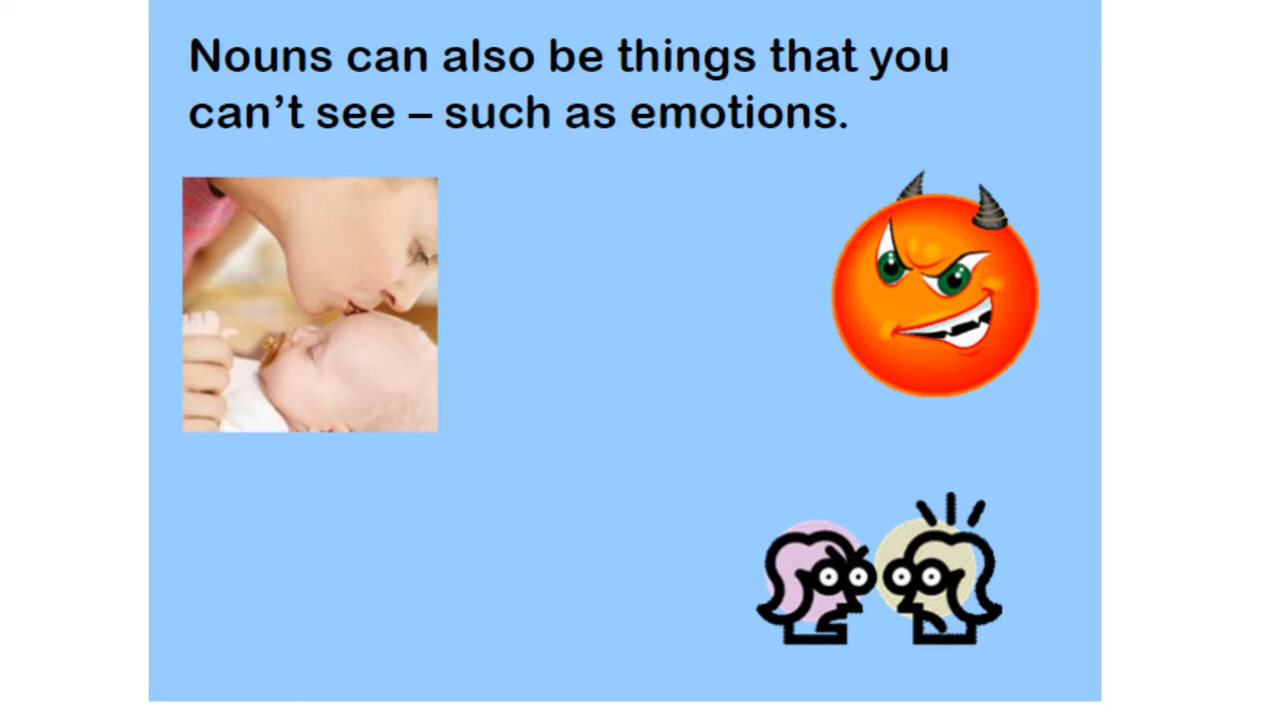 Nouns can also be things that you
can’t see – such as emotions.